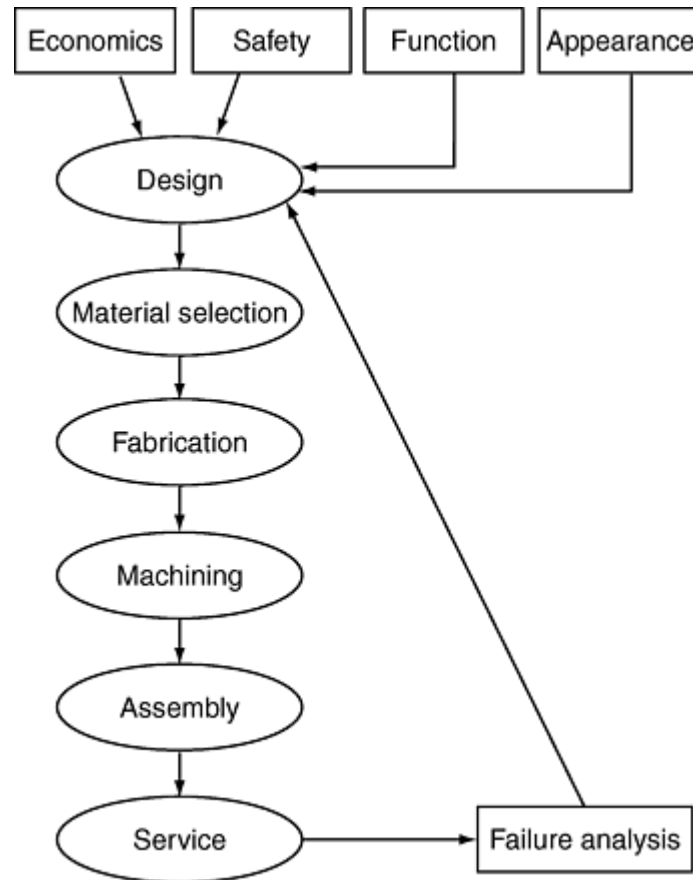 Economics
Safety
Function
Appearance
Design
Material selection
Fabrication
Machining
Assembly
Service
Failure analysis